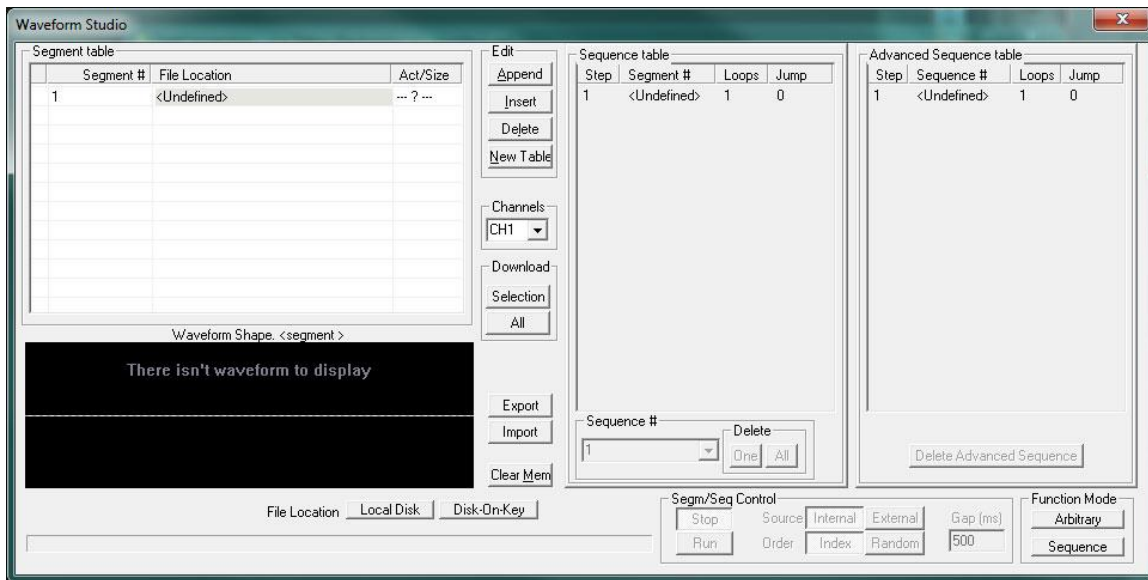 Waveform Studio
Segment table
Segment # File Location Act/Size
1 <Undefined> --- ? ---
Waveform Shape. <segment >
There isn't waveform to display
Edit
Append
Insert
Delete
New Table
Channels
CH1
Download
Selection
All
Export
Import
Clear Mem
File Location Local Disk Disk-On-Key
Sequence table
Step Segment # Loops Jump
1 <Undefined> 1 0
Sequence #
1
Delete
One All
Advanced Sequence table
Step Sequence # Loops Jump
1 <Undefined> 1 0
Delete Advanced Sequence
Segm/Seq Control
Stop Source Internal External Gap (ms)
Run Order Index Random 500
Function Mode
Arbitrary
Sequence